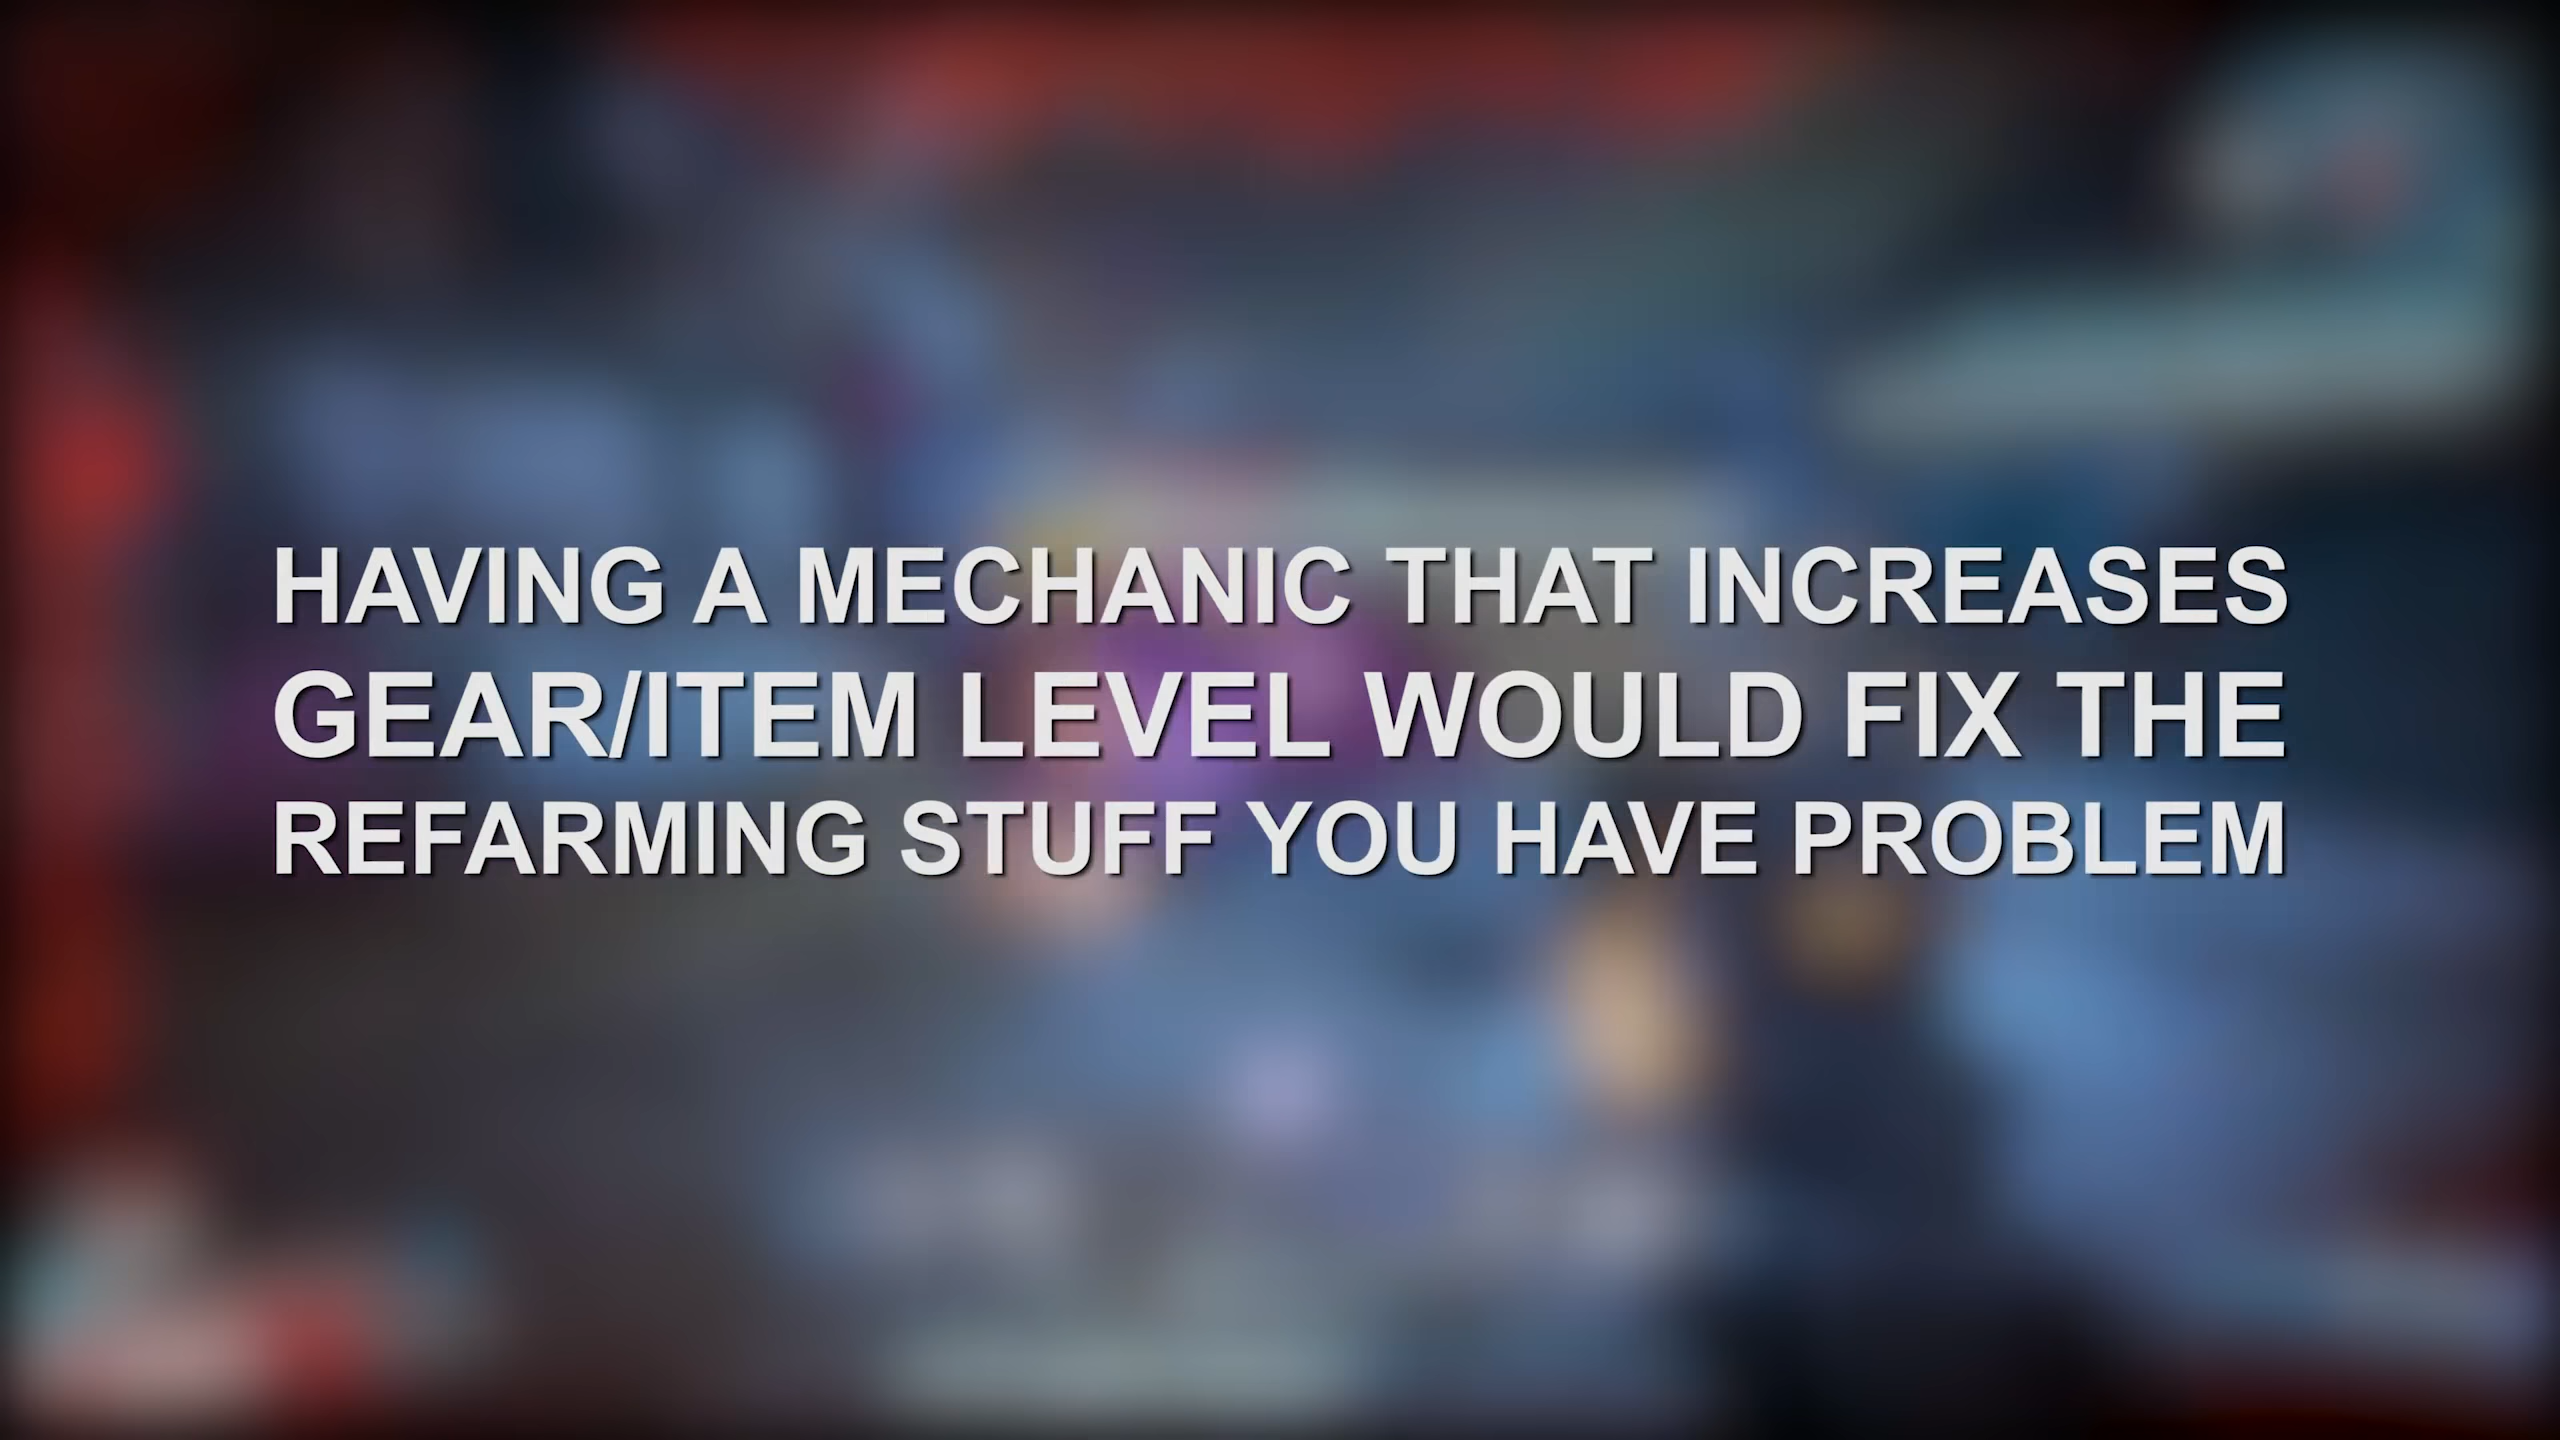 HAVING A MECHANIC THAT INCREASES
GEAR/ITEM LEVEL WOULD FIX THE
REFARMING STUFF YOU HAVE PROBLEM